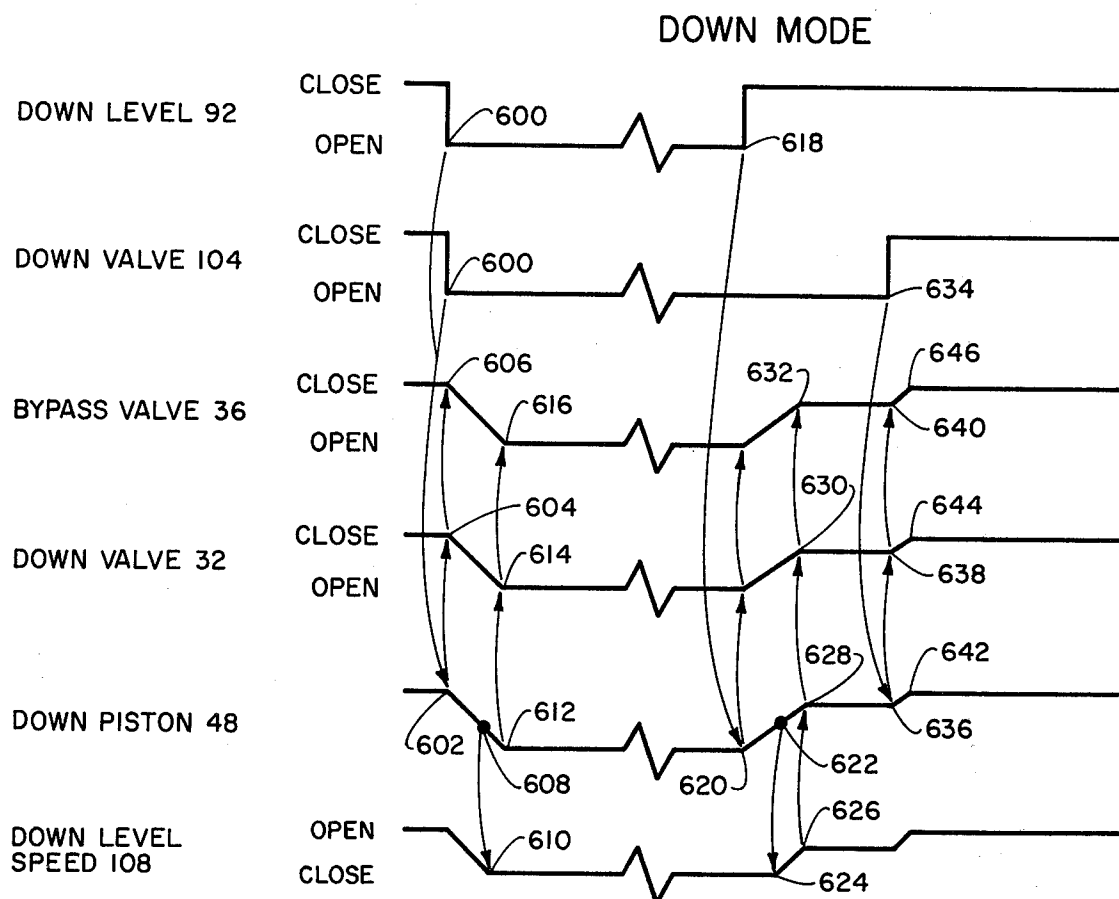 DOWN MODE
DOWN LEVEL 92
CLOSE
OPEN
600
618
DOWN VALVE 104
CLOSE
OPEN
600
634
BYPASS VALVE 36
CLOSE
OPEN
606
616
632
646
640
DOWN VALVE 32
CLOSE
OPEN
604
614
630
644
638
DOWN PISTON 48
602
608
612
620
628
622
642
636
DOWN LEVEL
SPEED 108
OPEN
CLOSE
610
626
624